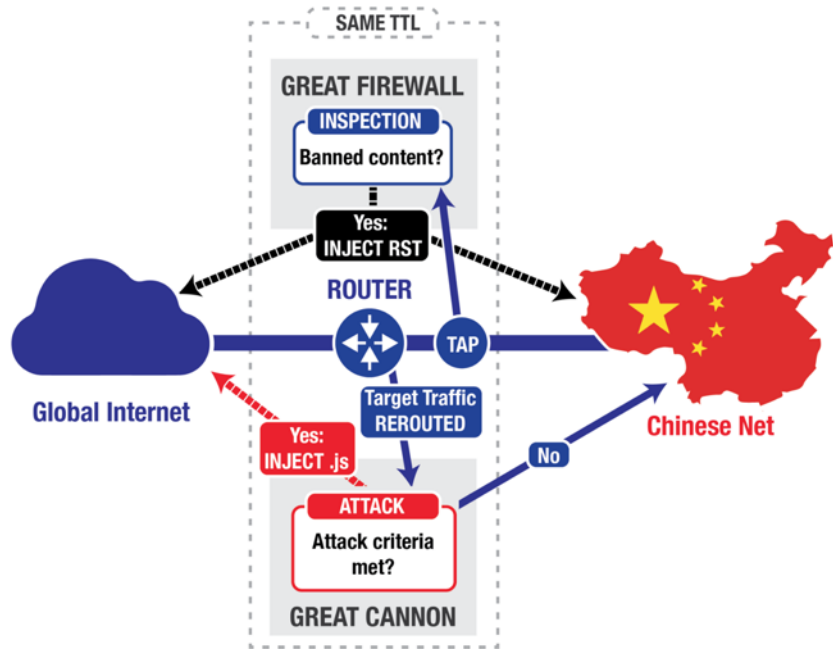 SAME TTL
GREAT FIREWALL
INSPECTION
Banned content?
Yes:
INJECT RST
ROUTER
TAP
Global Internet
Target Traffic
REROUTED
Chinese Net
Yes:
INJECT .js
No
ATTACK
Attack criteria
met?
GREAT CANNON